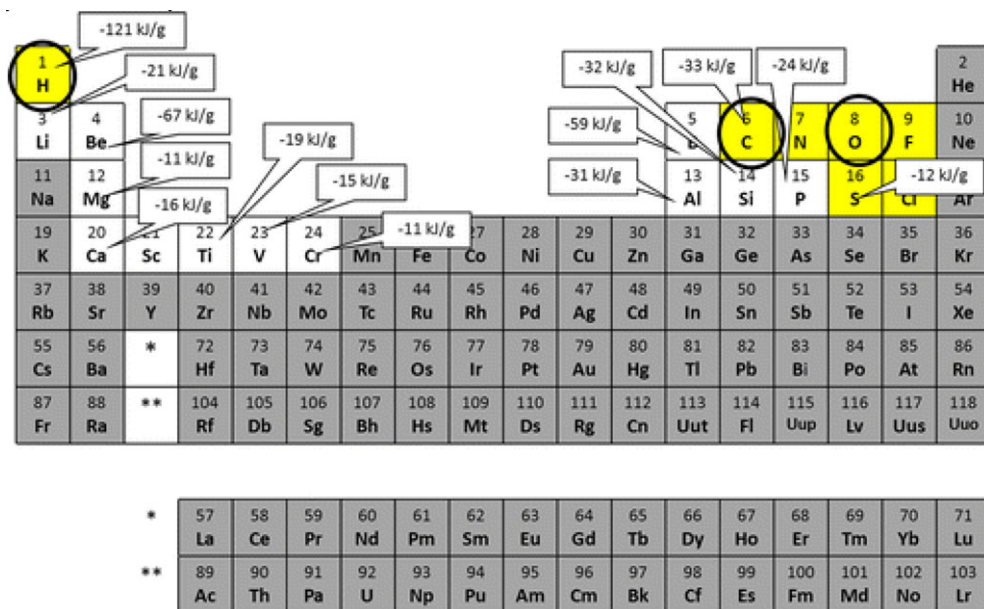 -121 kJ/g
1 2
-21 kJ/g -32 kJ/g -33 kJ/g -24 kJ/g
H He
3 4 -67 kJ/g 5 6 7 8 9 10
Li Be -19 kJ/g -59 kJ/g C N O F Ne
11 12 -11 kJ/g 13 14 15 16
-15 kJ/g -31 kJ/g -12 kJ/g
Na Mg Al Si P S Cl Ar
-16 kJ/g
19 20 21 22 23 24 -11 kJ/g 25 27 28 29 30 31 32 33 34 35 36
K Ca Sc Ti V Cr Mn Fe Co Ni Cu Zn Ga Ge As Se Br Kr
37 38 39 40 41 42 43 44 45 46 47 48 49 50 51 52 53 54
Rb Sr Y Zr Nb Mo Tc Ru Rh Pd Ag Cd In Sn Sb Te I Xe
55 56 * 72 73 74 75 76 77 78 79 80 81 82 83 84 85 86
Cs Ba Hf Ta W Re Os Ir Pt Au Hg Tl Pb Bi Po At Rn
87 88 ** 104 105 106 107 108 109 110 111 112 113 114 115 116 117 118
Fr Ra Rf Db Sg Bh Hs Mt Ds Rg Cn Uut Fl Uup Lv Uus Uuo
* 57 58 59 60 61 62 63 64 65 66 67 68 69 70 71
La Ce Pr Nd Pm Sm Eu Gd Tb Dy Ho Er Tm Yb Lu
** 89 90 91 92 93 94 95 96 97 98 99 100 101 102 103
Ac Th Pa U Np Pu Am Cm Bk Cf Es Fm Md No Lr